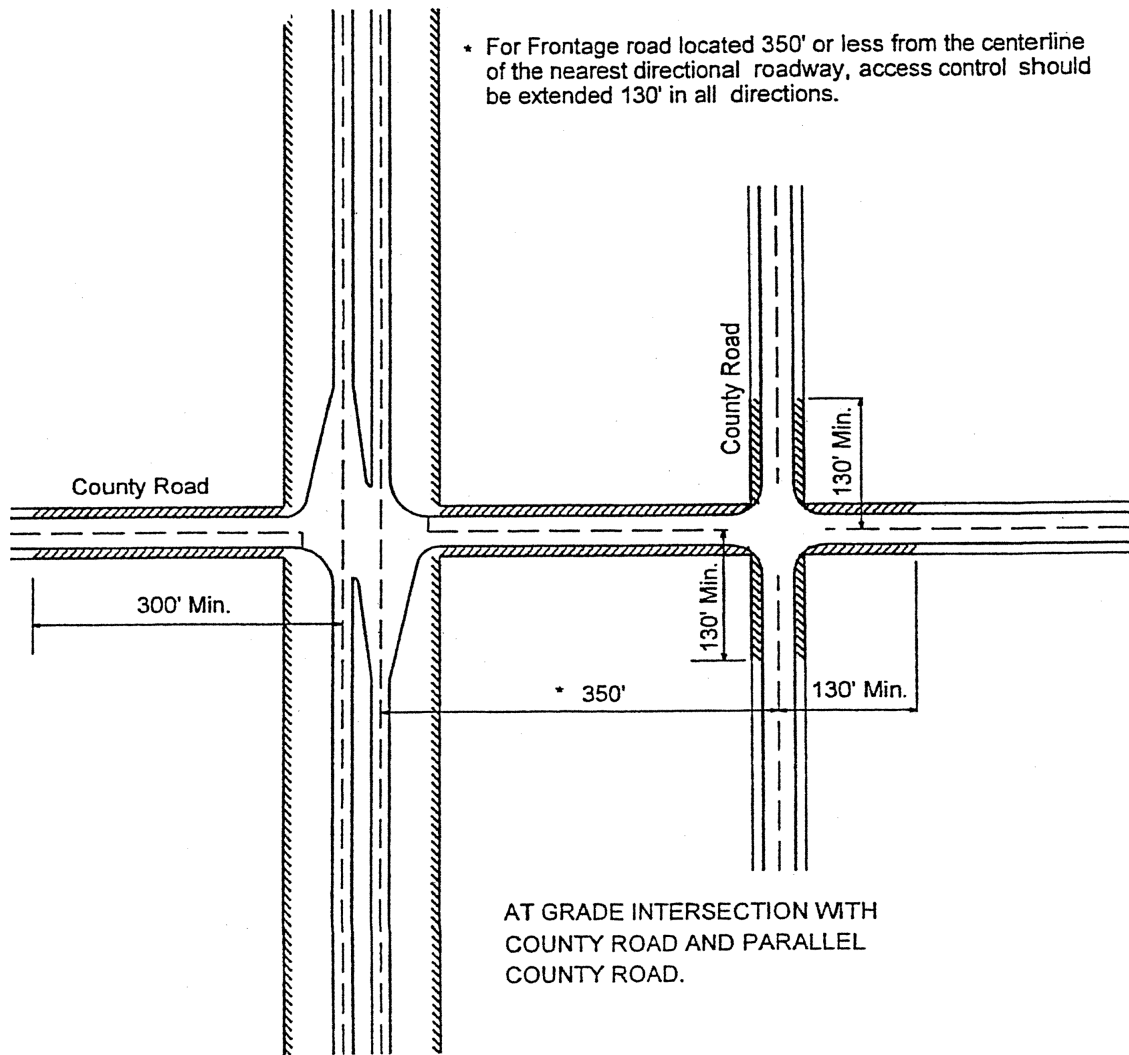 * For Frontage road located 350' or less from the centerline
of the nearest directional roadway, access control should
be extended 130' in all directions.
County Road
130' Min.
County Road
300' Min.
130' Min.
* 350'
130' Min.
AT GRADE INTERSECTION WITH
COUNTY ROAD AND PARALLEL
COUNTY ROAD.